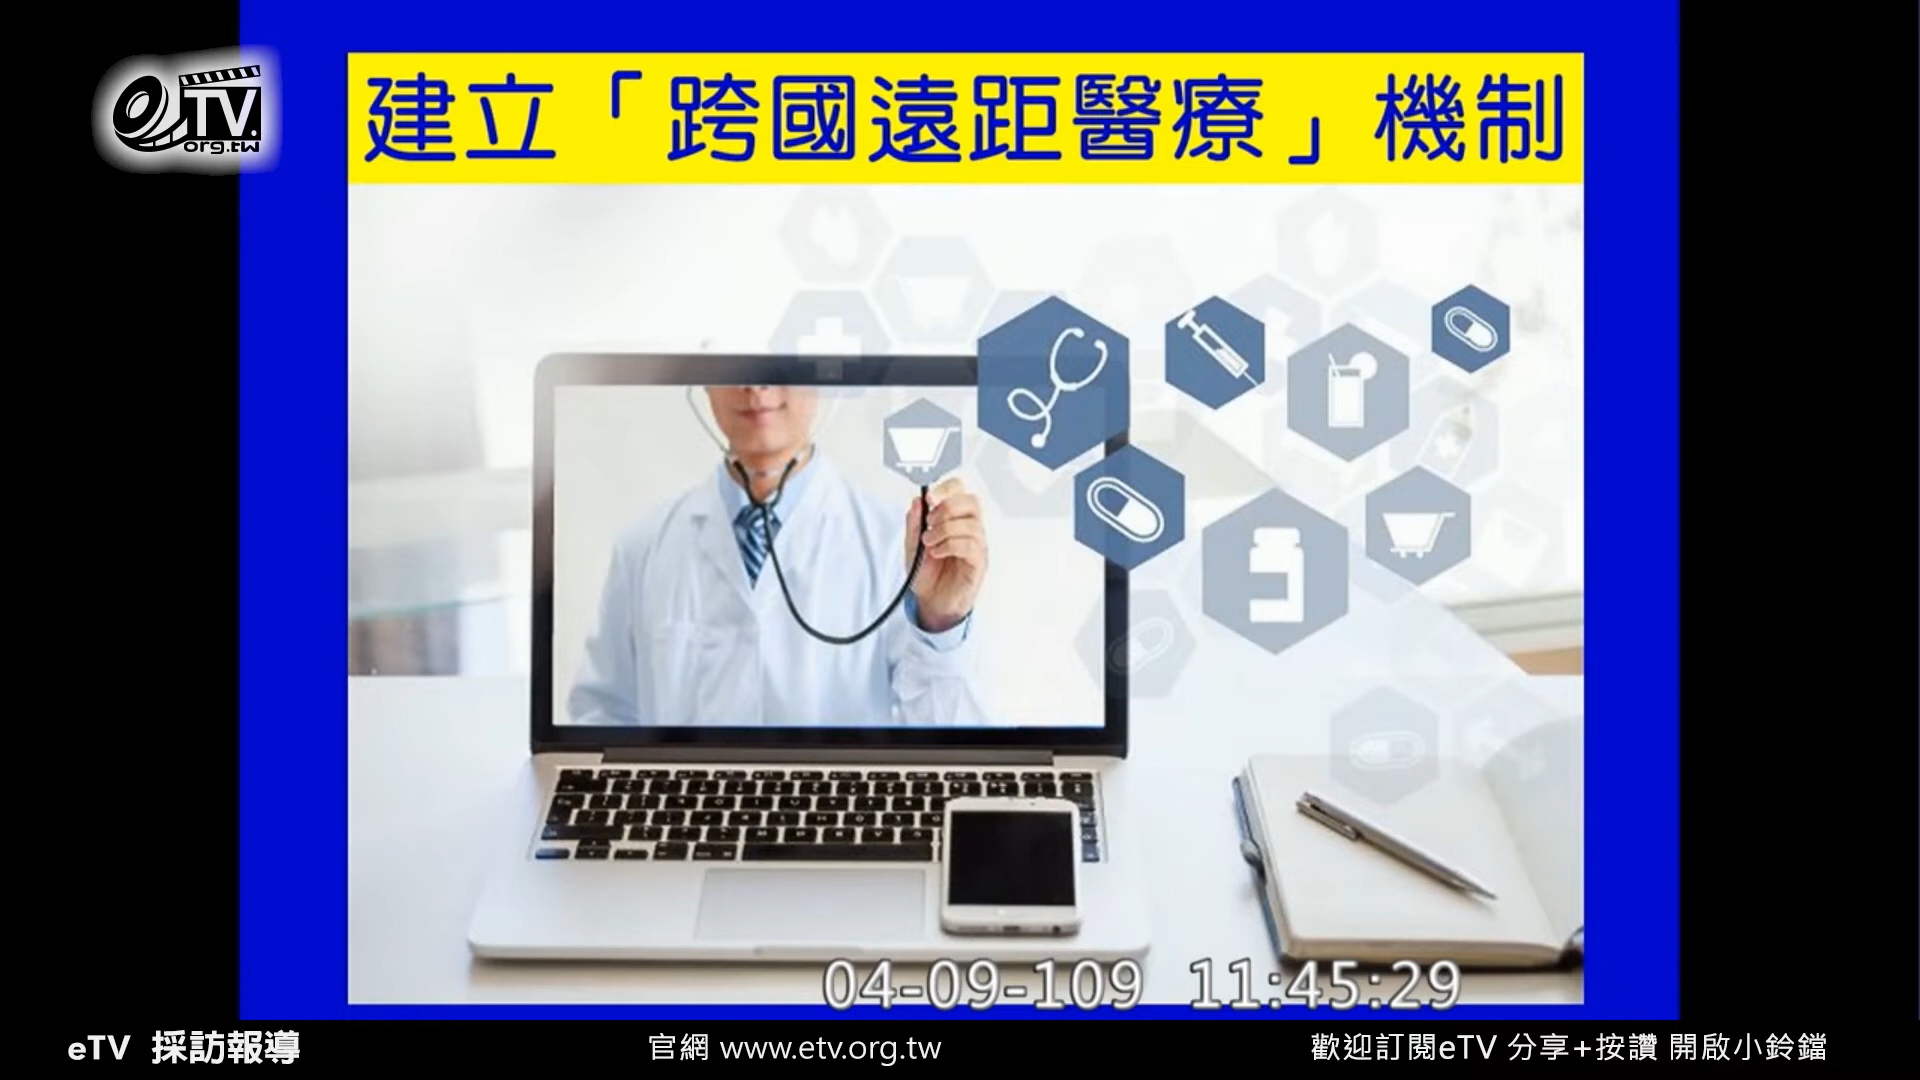 eTV.
org.tw
建立「跨國遠距醫療」機制
04-09-109 11:45:29
eTV 採訪報導
官網 www.etv.org.tw
歡迎訂閱eTV 分享+按讚 開啟小鈴鐺